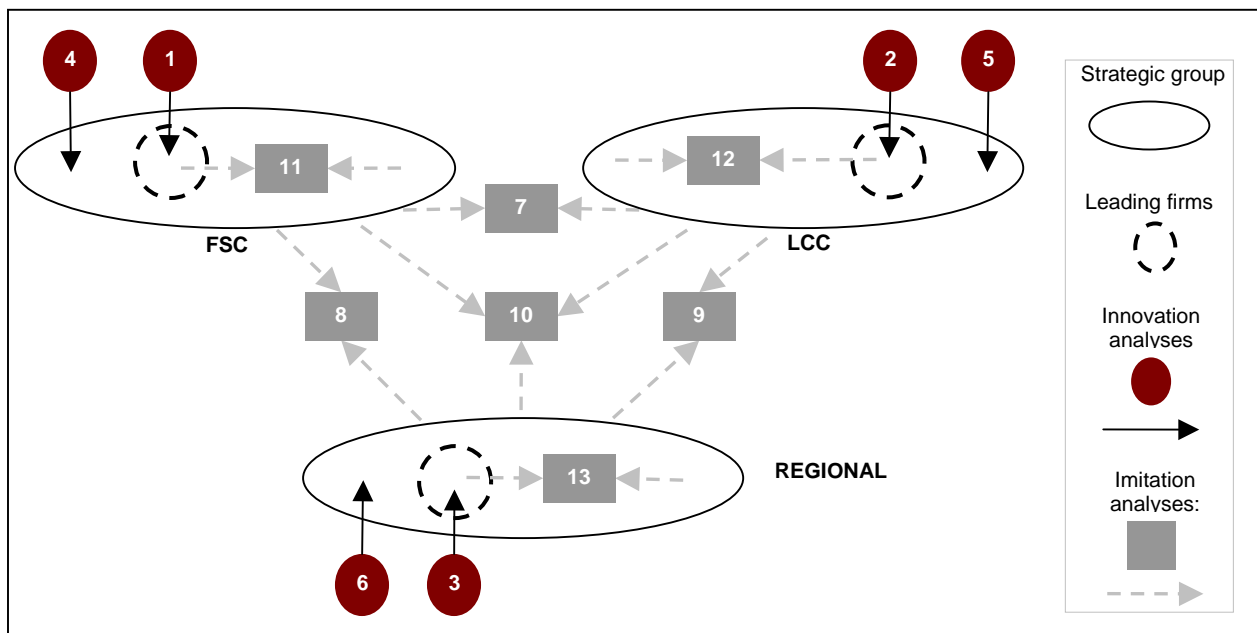 4
1
2
5
11
12
7
FSC
LCC
8
10
9
13
REGIONAL
6
3
Strategic group
Leading firms
Innovation
analyses
Imitation
analyses: